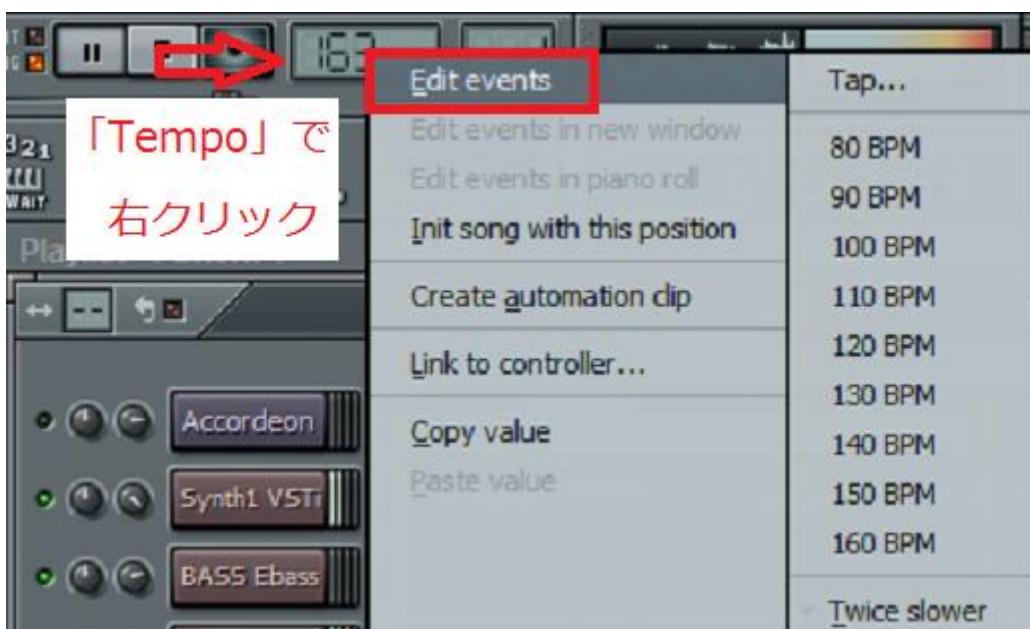 163
「Tempo」で
右クリック
321
WAIT
Edit events
Edit events in new window
Edit events in piano roll
Init song with this position
Create automation clip
Link to controller...
Copy value
Paste value
Tap...
80 BPM
90 BPM
100 BPM
110 BPM
120 BPM
130 BPM
140 BPM
150 BPM
160 BPM
Twice slower
--
Accordeon
Synth1 VSTi
BASS Ebass